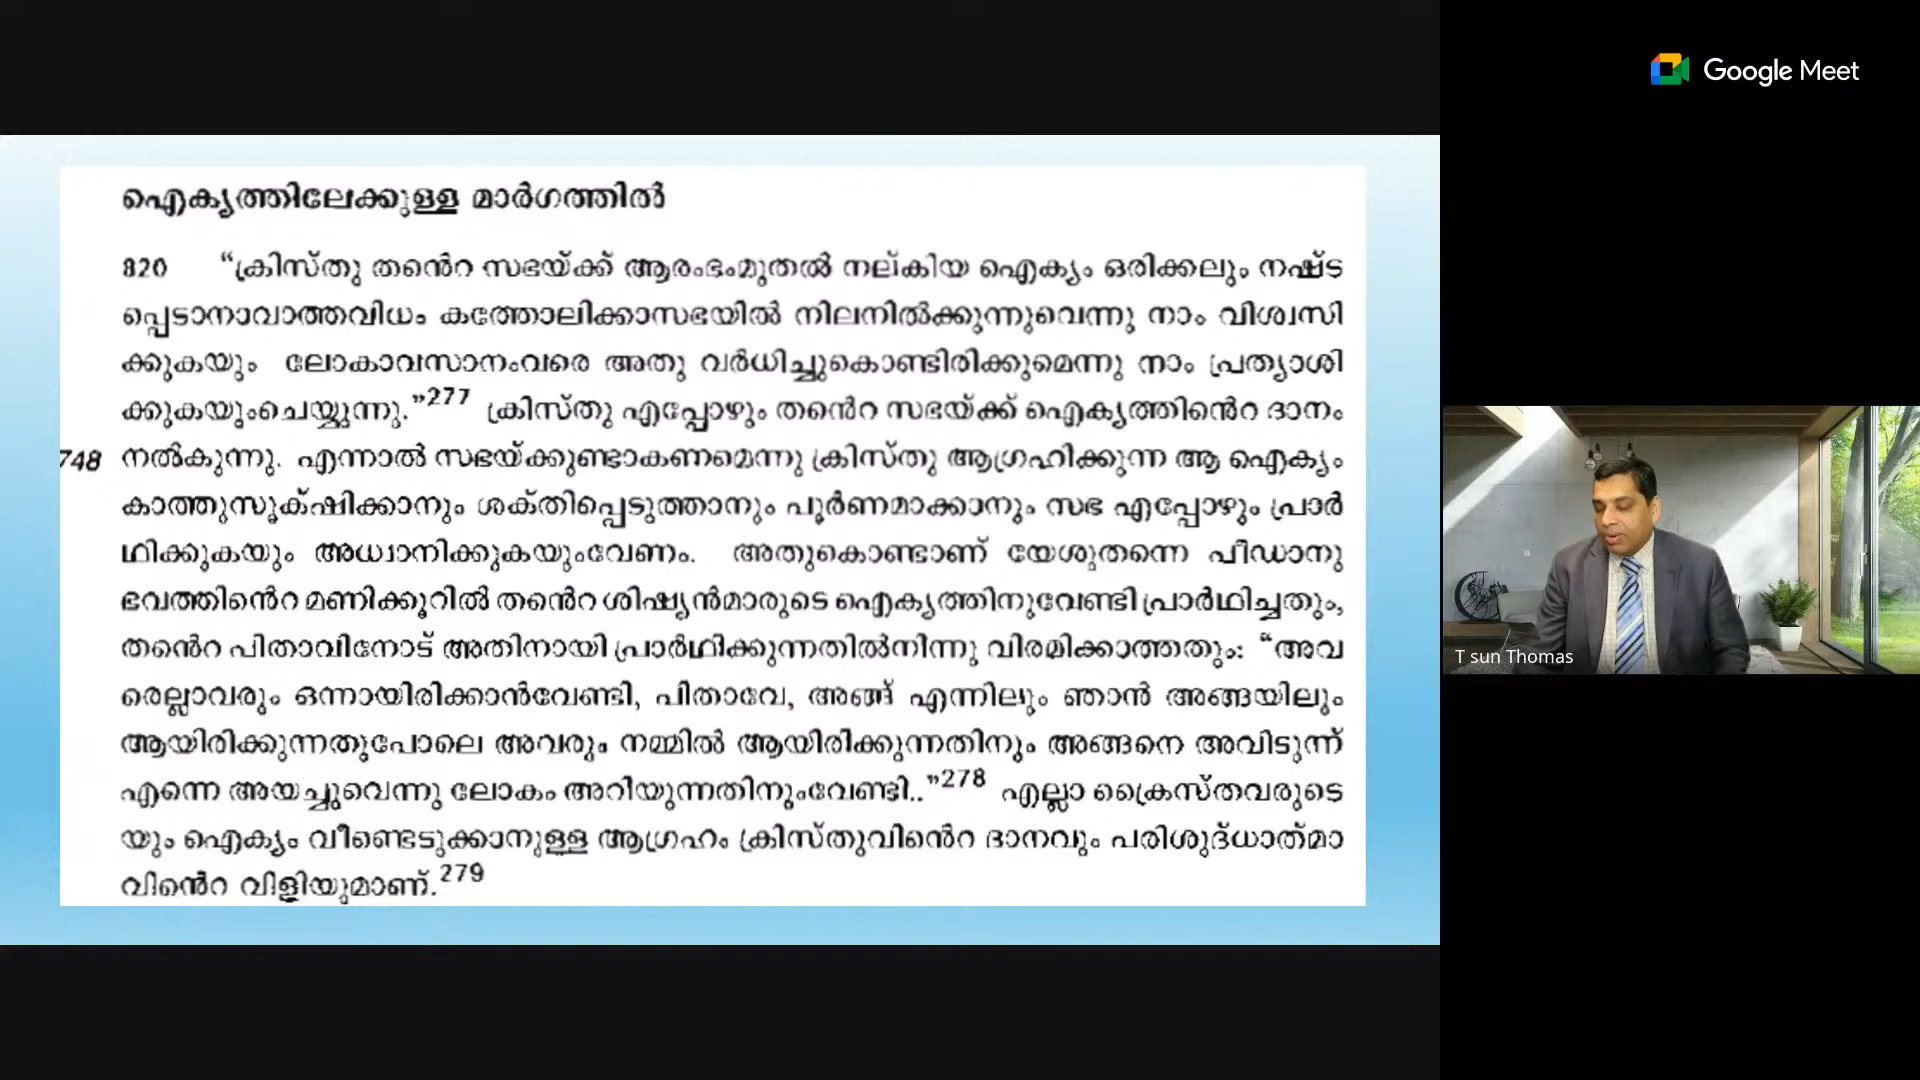 Google Meet
ഐക്യത്തിലേക്കുള്ള മാർഗത്തിൽ
820 “ക്രിസ്തു തൻെറ സഭയ്ക്ക് ആരംഭംമുതൽ നല്കിയ ഐക്യം ഒരിക്കലും നഷ്ട
പ്പെടാനാവാത്തവിധം കത്തോലിക്കാസഭയിൽ നിലനിൽക്കുന്നുവെന്നു നാം വിശ്വസി
ക്കുകയും ലോകാവസാനംവരെ അതു വർധിച്ചുകൊണ്ടിരിക്കുമെന്നു നാം പ്രത്യാശി
ക്കുകയുംചെയ്യുന്നു.”277 ക്രിസ്തു എപ്പോഴും തൻെറ സഭയ്ക്ക് ഐക്യത്തിൻെറ ദാനം
748 നൽകുന്നു. എന്നാൽ സഭയ്ക്കുണ്ടാകണമെന്നു ക്രിസ്തു ആഗ്രഹിക്കുന്ന ആ ഐക്യം
കാത്തുസൂക്ഷിക്കാനും ശക്തിപ്പെടുത്താനും പൂർണമാക്കാനും സഭ എപ്പോഴും പ്രാർ
ഥിക്കുകയും അധ്വാനിക്കുകയുംവേണം. അതുകൊണ്ടാണ് യേശുതന്നെ പീഡാനു
ഭവത്തിൻെറ മണിക്കൂറിൽ തൻെറ ശിഷ്യൻമാരുടെ ഐക്യത്തിനുവേണ്ടി പ്രാർഥിച്ചതും,
തൻെറ പിതാവിനോട് അതിനായി പ്രാർഥിക്കുന്നതിൽനിന്നു വിരമിക്കാത്തതും: “അവ
രെല്ലാവരും ഒന്നായിരിക്കാൻവേണ്ടി, പിതാവേ, അങ്ങ് എന്നിലും ഞാൻ അങ്ങയിലും
ആയിരിക്കുന്നതുപോലെ അവരും നമ്മിൽ ആയിരിക്കുന്നതിനും അങ്ങനെ അവിടുന്ന്
എന്നെ അയച്ചുവെന്നു ലോകം അറിയുന്നതിനുംവേണ്ടി..”278 എല്ലാ ക്രൈസ്തവരുടെ
യും ഐക്യം വീണ്ടെടുക്കാനുള്ള ആഗ്രഹം ക്രിസ്തുവിൻെറ ദാനവും പരിശുദ്ധാത്മാ
വിൻെറ വിളിയുമാണ്.279
T sun Thomas